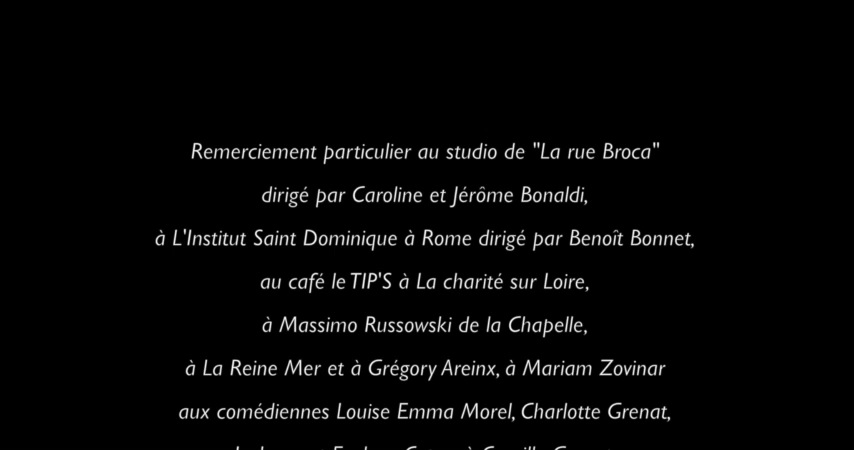 Remerciement particulier au studio de "La rue Broca"
dirigé par Caroline et Jérôme Bonaldi,
à L'Institut Saint Dominique à Rome dirigé par Benoît Bonnet,
au café le TIP'S à La charité sur Loire,
à Massimo Russowski de la Chapelle,
à La Reine Mer et à Grégory Areinx, à Mariam Zovinar
aux comédiennes Louise Emma Morel, Charlotte Grenat,